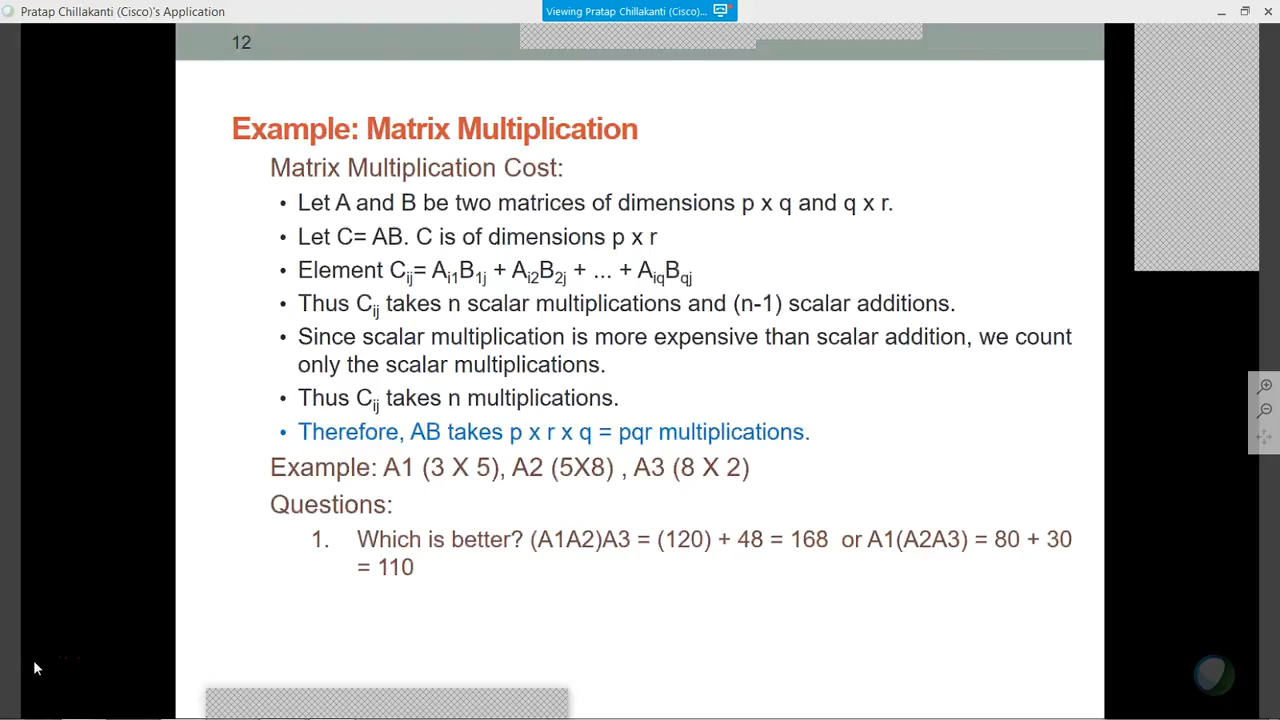 Pratap Chillakanti (Cisco)'s Application
Viewing Pratap Chillakanti (Cisco)...
12
Example: Matrix Multiplication
Matrix Multiplication Cost:
• Let A and B be two matrices of dimensions p x q and q x r.
• Let C= AB. C is of dimensions p x r
• Element Cij= Ai1B1j + Ai2B2j + ... + AiqBqj
• Thus Cij takes n scalar multiplications and (n-1) scalar additions.
• Since scalar multiplication is more expensive than scalar addition, we count
only the scalar multiplications.
• Thus Cij takes n multiplications.
• Therefore, AB takes p x r x q = pqr multiplications.
Example: A1 (3 X 5), A2 (5X8) , A3 (8 X 2)
Questions:
1. Which is better? (A1A2)A3 = (120) + 48 = 168 or A1(A2A3) = 80 + 30
= 110